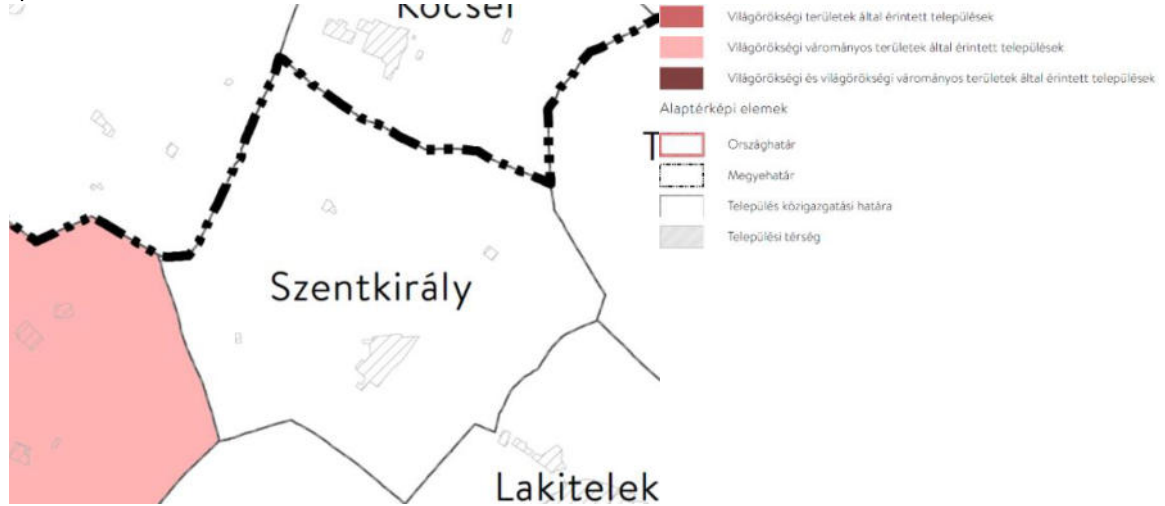 Kocsér
Szentkirály
Lakitelek
T
Világörökségi területek által érintett települések
Világörökségi várományos területek által érintett települések
Világörökségi és világörökségi várományos területek által érintett települések
Alaptérképi elemek
Országhatár
Megyehatár
Település közigazgatási határa
Települési térség